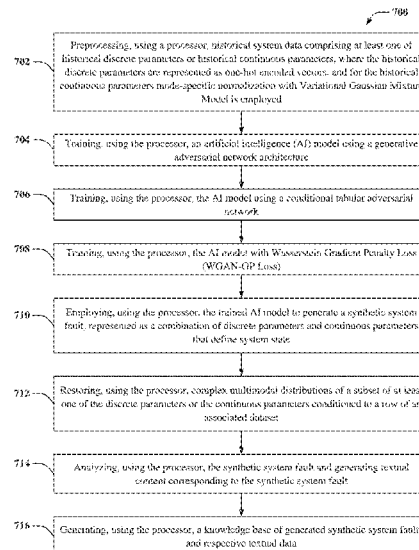 700
702
Preprocessing, using a processor, historical system data comprising at least one of
historical discrete parameters or historical continuous parameters, where the historical
discrete parameters are represented as one-hot encoded vectors, and for the historical
continuous parameters mode-specific normalization with Variational Gaussian Mixture
Model is employed
704
Training, using the processor, an artificial intelligence (AI) model using a generative
adversarial network architecture
706
Training, using the processor, the AI model using a conditional tabular adversarial
network
708
Training, using the processor, the AI model with Wasserstein Gradient Penalty Loss
(WGAN-GP Loss)
710
Employing, using the processor, the trained AI model to generate a synthetic system
fault, represented as a combination of discrete parameters and continuous parameters
that define system state
712
Restoring, using the processor, complex multimodal distributions of a subset of at least
one of the discrete parameters or the continuous parameters conditioned to a row of an
associated dataset
714
Analyzing, using the processor, the synthetic system fault and generating textual
content corresponding to the synthetic system fault
716
Generating, using the processor, a knowledge base of generated synthetic system fault
and respective textual data